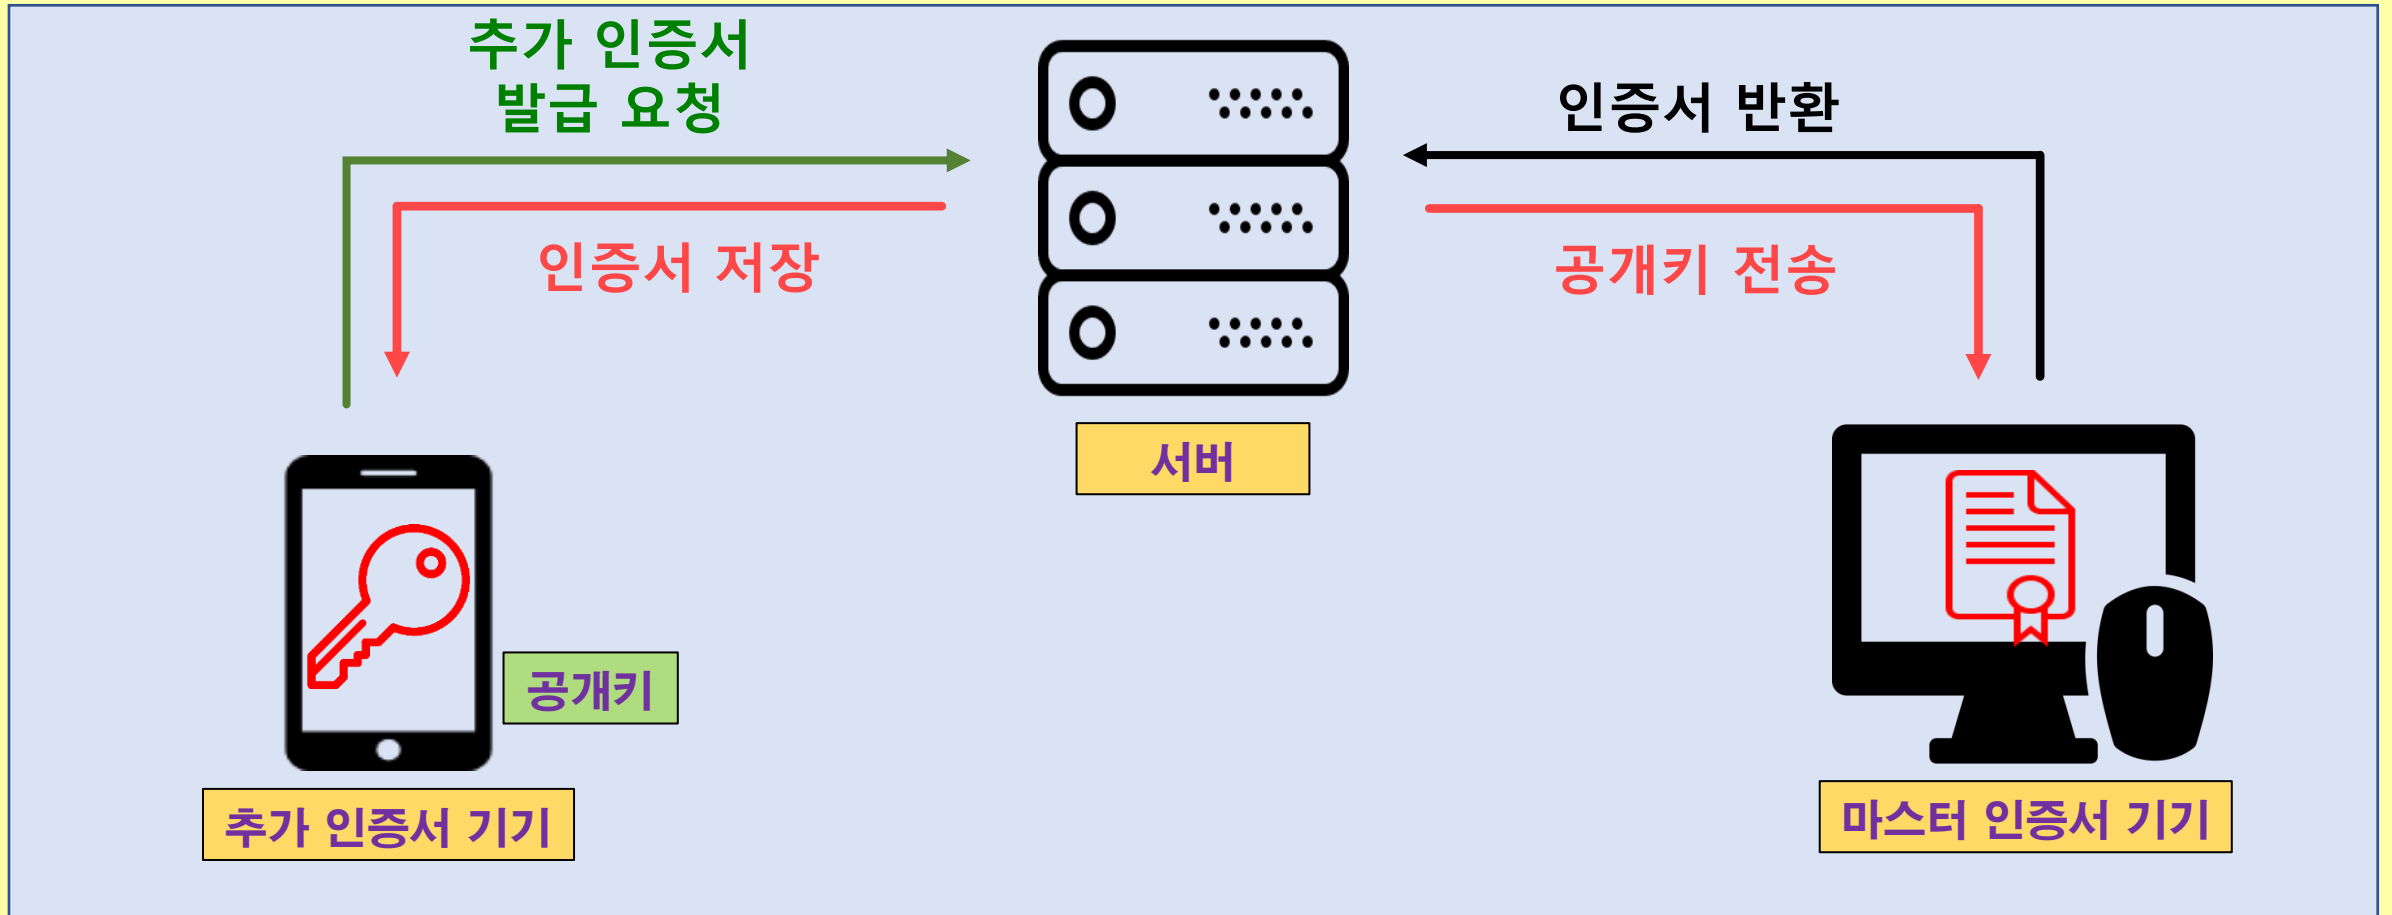 추가 인증서
발급 요청
인증서 반환
인증서 저장
공개키 전송
서버
공개키
추가 인증서 기기
마스터 인증서 기기